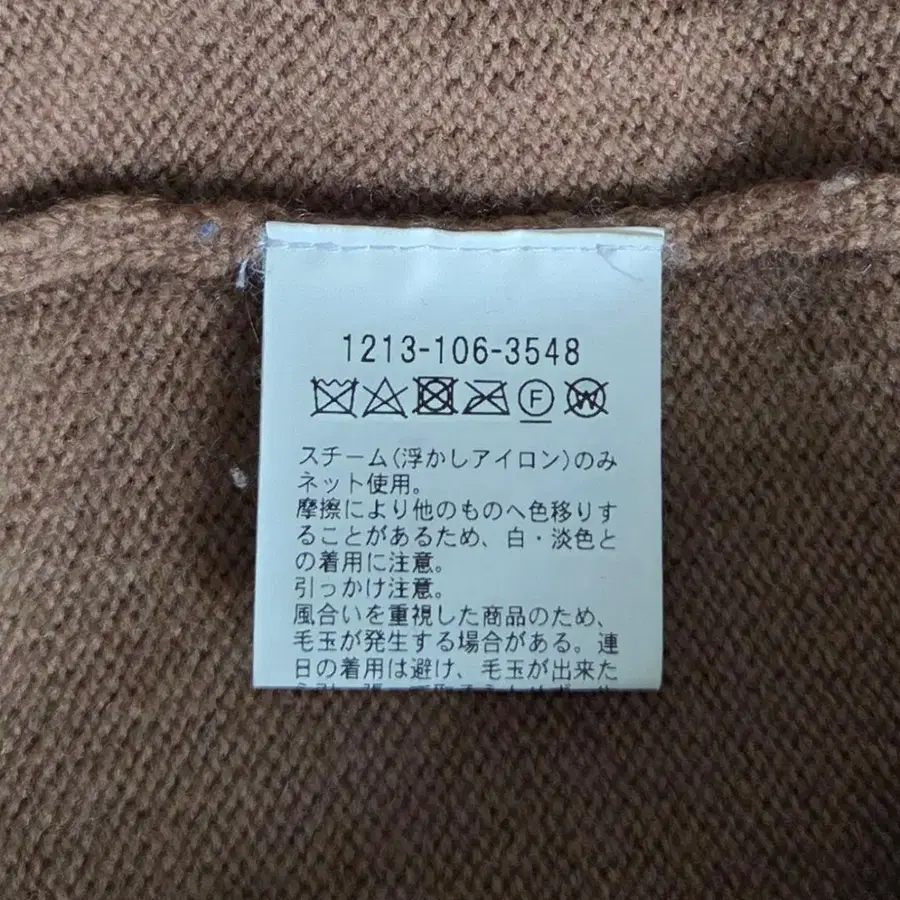 1213-106-3548
F
W
スチーム(浮かしアイロン)のみ
ネット使用。
摩擦により他のものへ色移りす
ることがあるため、白・淡色と
の着用に注意。
引っかけ注意。
風合いを重視した商品のため、
毛玉が発生する場合がある。連
日の着用は避け、毛玉が出来た